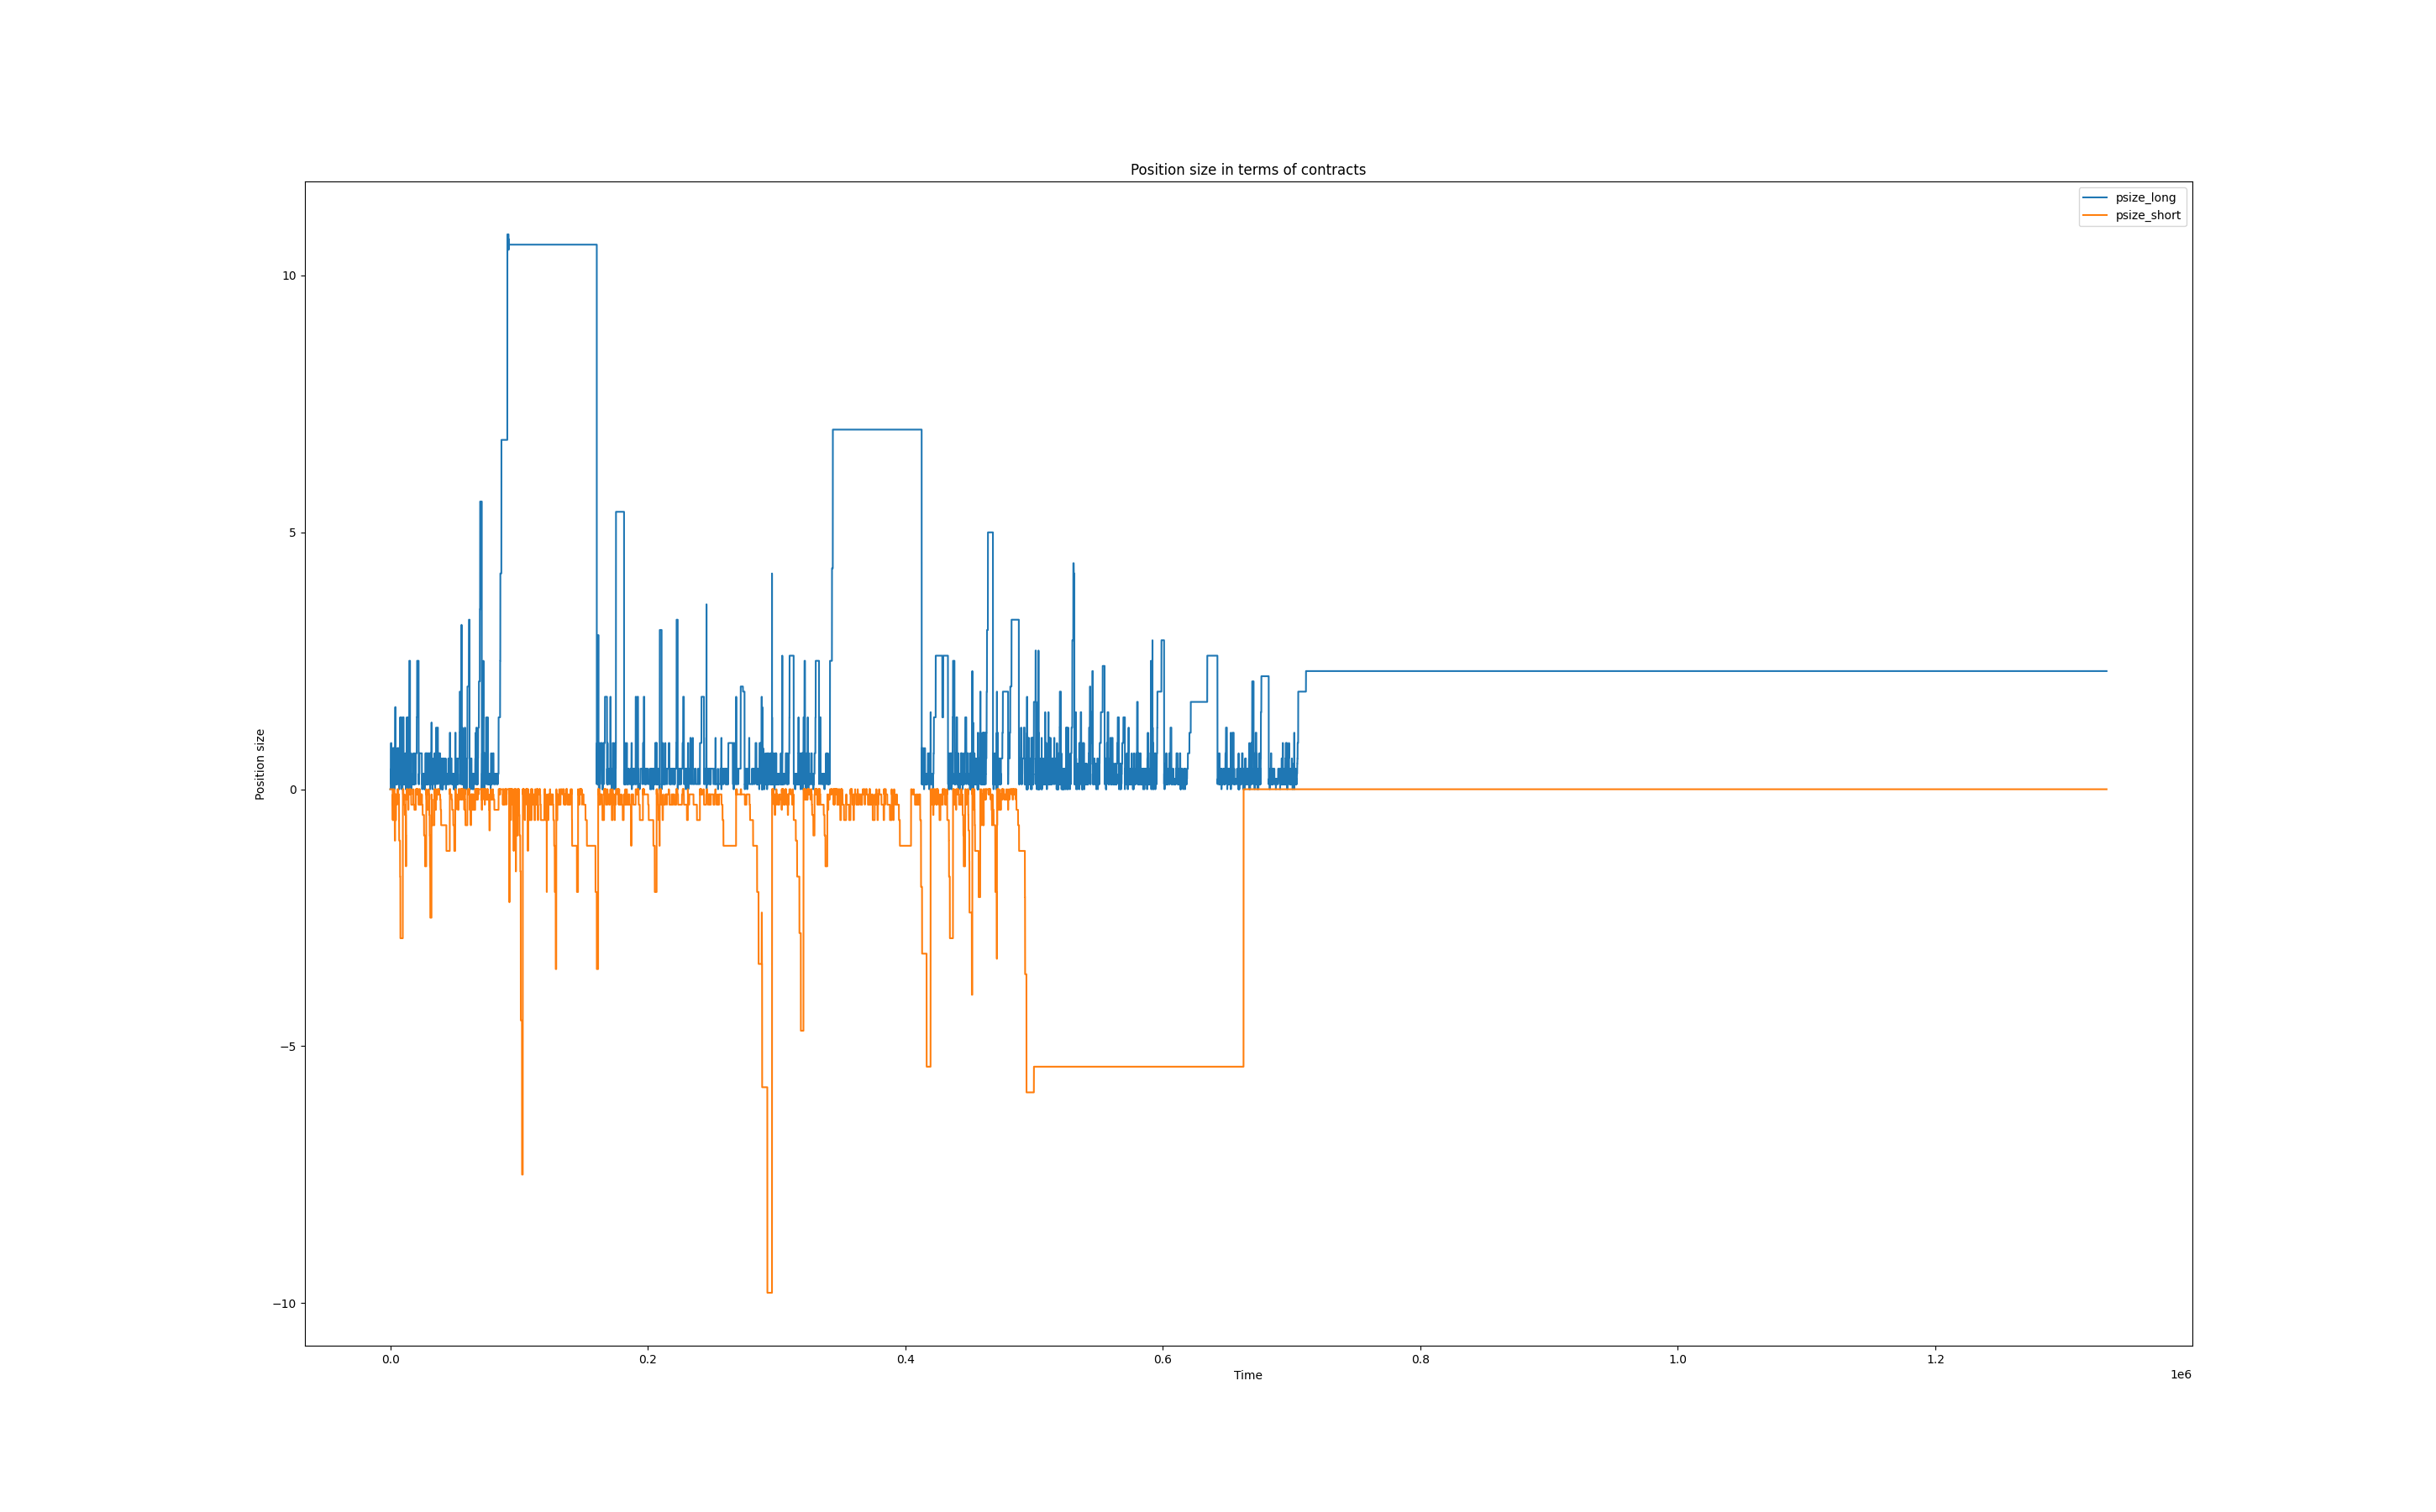 Position size in terms of contracts
psize_long
psize_short
10
5
0
−5
−10
Position size
0.0 0.2 0.4 0.6 0.8 1.0 1.2
Time
1e6